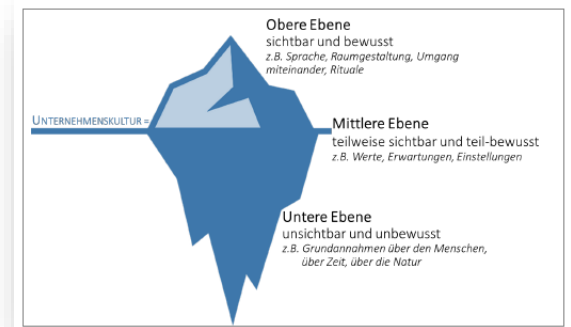 Obere Ebene
sichtbar und bewusst
z.B. Sprache, Raumgestaltung, Umgang
miteinander, Rituale
UNTERNEHMENSKULTUR =
Mittlere Ebene
teilweise sichtbar und teil-bewusst
z.B. Werte, Erwartungen, Einstellungen
Untere Ebene
unsichtbar und unbewusst
z.B. Grundannahmen über den Menschen,
über Zeit, über die Natur